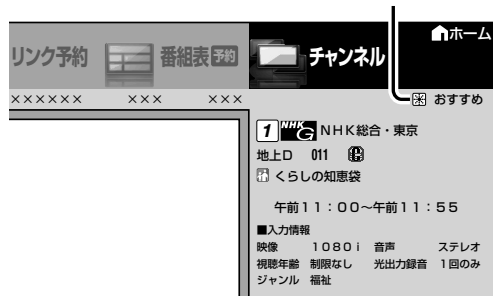 ホーム
リンク予約 番組表 予約 チャンネル
×××××× ××× ××× おすすめ
1 NHK G NHK総合・東京
地上D 011
くらしの知恵袋
午前11：00～午前11：55
■入力情報
映像 1080i 音声 ステレオ
視聴年齢 制限なし 光出力録音 1回のみ
ジャンル 福祉